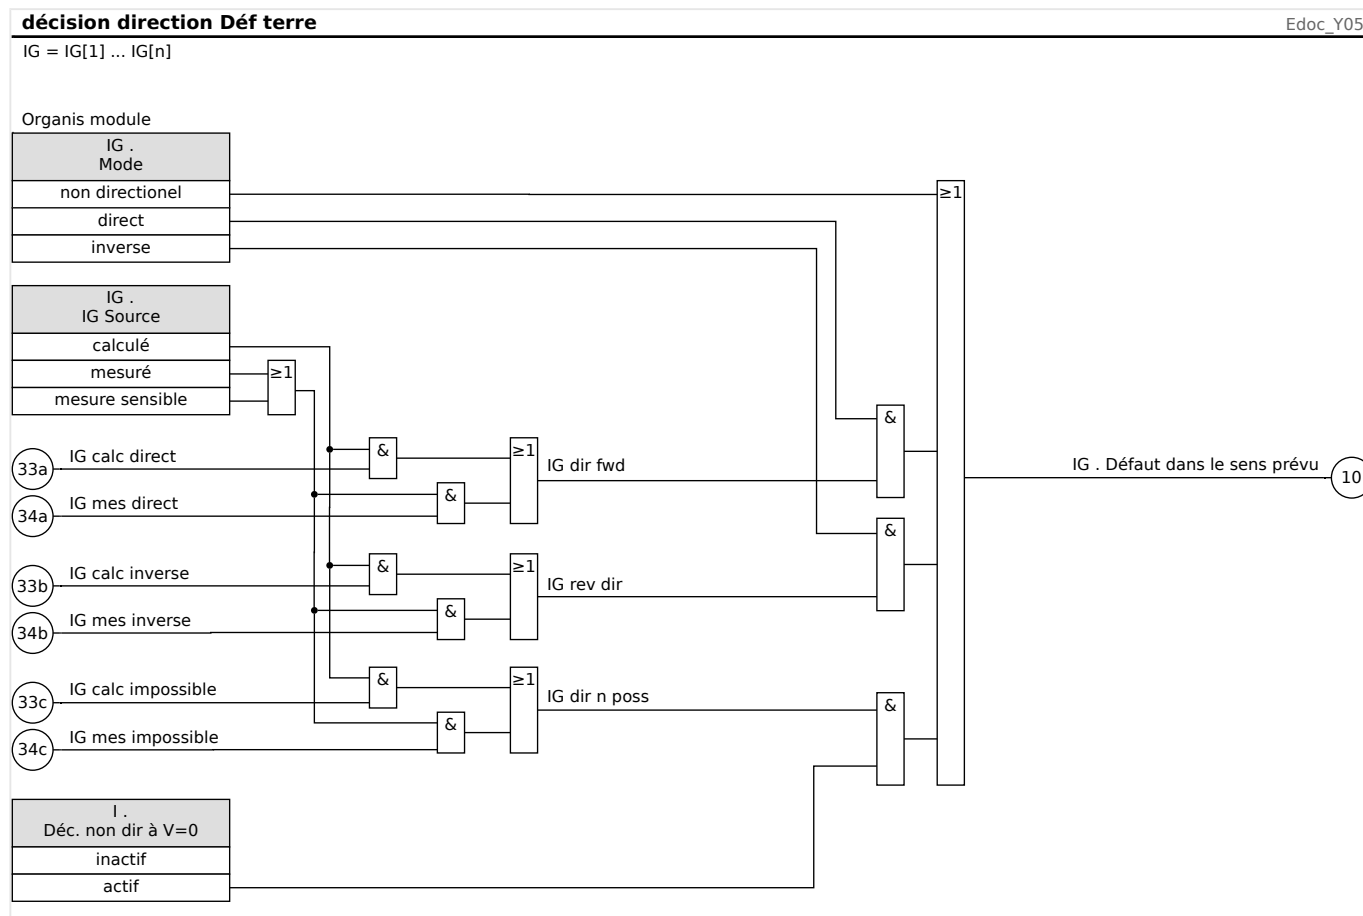 décision direction Déf terre
Edoc_Y05
IG = IG[1] ... IG[n]
Organis module
IG .
Mode
non directionel
direct
inverse
≥1
IG .
IG Source
calculé
mesuré
mesure sensible
≥1
&
33a
IG calc direct
&
≥1
IG dir fwd
IG . Défaut dans le sens prévu
10
34a
IG mes direct
&
&
33b
IG calc inverse
&
≥1
IG rev dir
34b
IG mes inverse
&
33c
IG calc impossible
&
≥1
IG dir n poss
&
34c
IG mes impossible
&
I .
Déc. non dir à V=0
inactif
actif